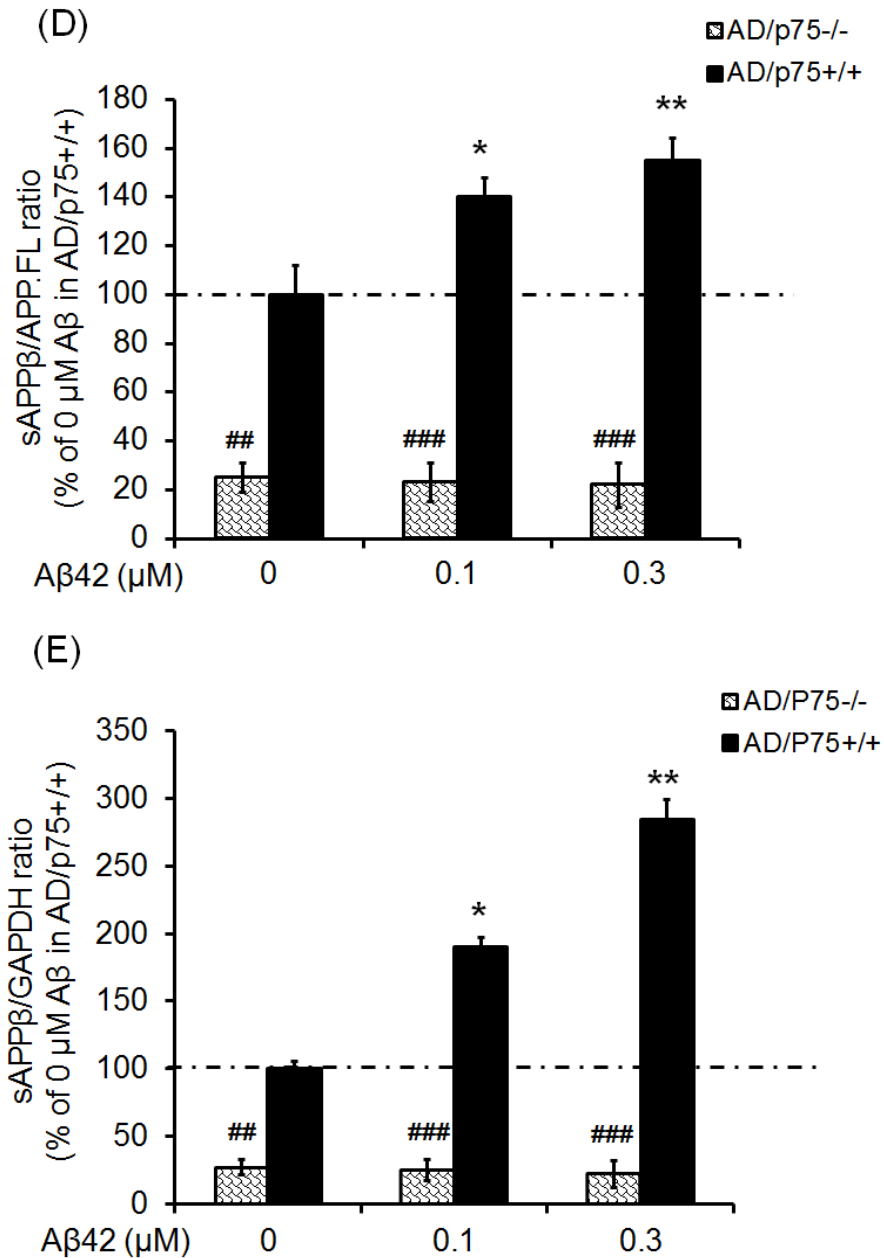 (D)
AD/p75-/-
AD/p75+/+
sAPPβ/APP.FL ratio
(% of 0 µM Aβ in AD/p75+/+)
180
160
140
120
100
80
60
40
20
0
##
*
###
**
###
Aβ42 (µM) 0 0.1 0.3
(E)
AD/P75-/-
AD/P75+/+
sAPPβ/GAPDH ratio
(% of 0 µM Aβ in AD/p75+/+)
350
300
250
200
150
100
50
0
##
*
###
**
###
Aβ42 (µM) 0 0.1 0.3